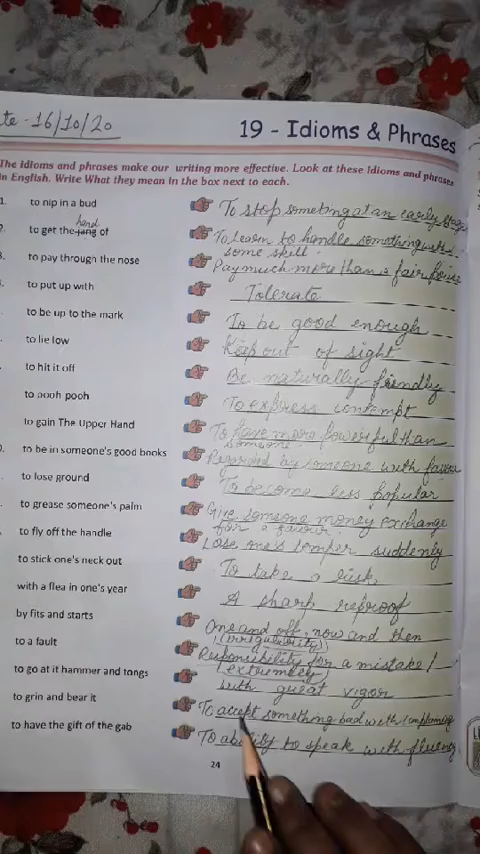 te - 16/10/20
19 - Idioms & Phrases
The idioms and phrases make our writing more effective. Look at these Idioms and phrases
in English. Write What they mean in the box next to each.
1. to nip in a bud
To stop someting at an early stage
hand
to get the jang of
To Learn to handle something with
some skill.
to pay through the nose
Pay much more than a fair price
to put up with
Tolerate
to be up to the mark
To be good enough
to lie low
Keep out of sight
to hit it off
Be naturally friendly
to pooh pooh
To express contempt
to gain The Upper Hand
To have more powerful than
someone
to be in someone's good books
Regarded by someone with favour
to lose ground
To become less popular
to grease someone's palm
Give someone money exchange
for a favour
to fly off the handle
Lose one's temper suddenly
to stick one's neck out
To take a risk,
with a flea in one's year
A sharp reproof
by fits and starts
One and off, now and then
(irregularity)
to a fault
Responsibility for a mistake/
(extremely)
to go at it hammer and tongs
with great vigor
to grin and bear it
To accept something bad with complaining
to have the gift of the gab
To ability to speak with fluency
24